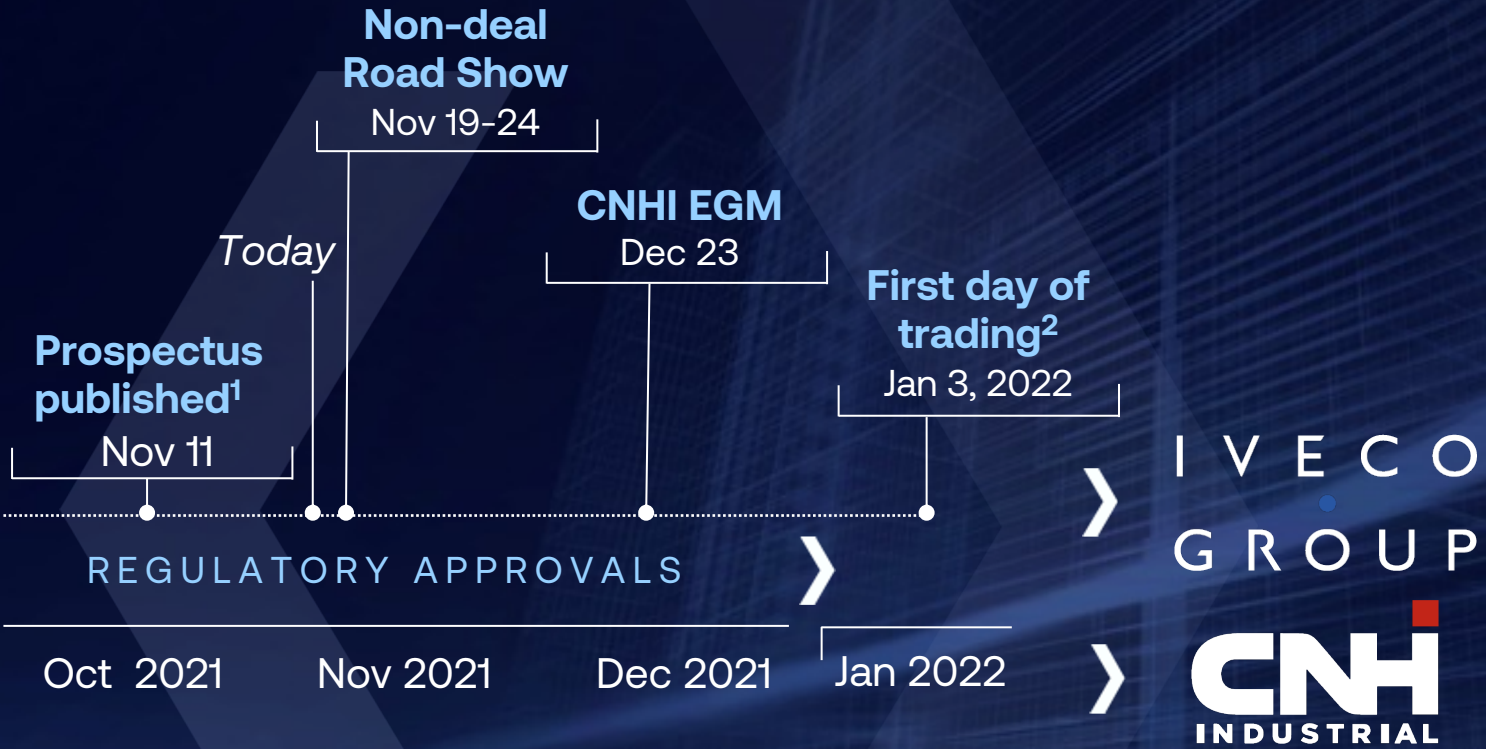 Non-deal
Road Show
Nov 19-24
CNHI EGM
Dec 23
Today
First day of
trading²
Jan 3, 2022
Prospectus
published¹
Nov 11
REGULATORY APPROVALS
Oct 2021
Nov 2021
Dec 2021
Jan 2022
IVECO
GROUP
CNH
INDUSTRIAL